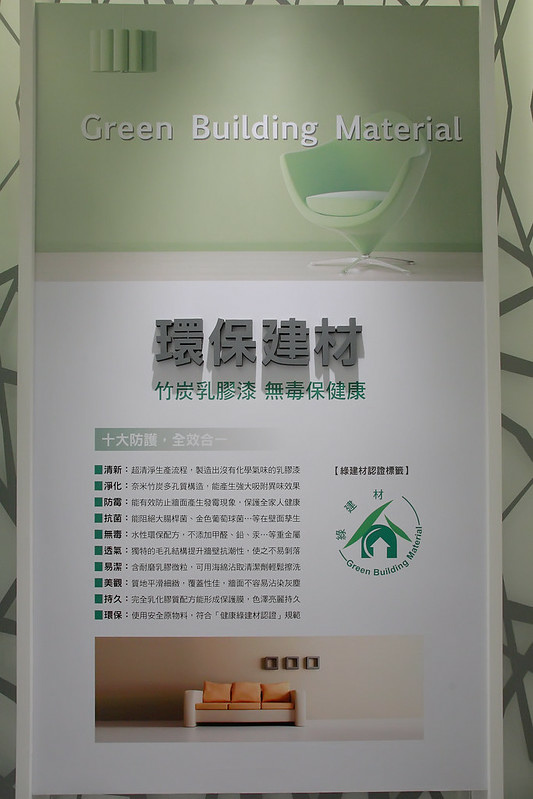 Green Building Material
環保建材
竹炭乳膠漆 無毒保健康
十大防護，全效合一
清新：超清淨生產流程，製造出沒有化學氣味的乳膠漆
淨化：奈米竹炭多孔質構造，能產生強大吸附異味效果
防霉：能有效防止牆面產生發霉現象，保護全家人健康
抗菌：能阻絕大腸桿菌、金色葡萄球菌…等在壁面孳生
無毒：水性環保配方，不添加甲醛、鉛、汞…等重金屬
透氣：獨特的毛孔結構提升牆壁抗潮性，使之不易剝落
易潔：含耐磨乳膠微粒，可用海綿沾取清潔劑輕鬆擦洗
美觀：質地平滑細緻，覆蓋性佳，牆面不容易沾染灰塵
持久：完全乳化膠質配方能形成保護膜，色澤亮麗持久
環保：使用安全原物料，符合「健康綠建材認證」規範
【綠建材認證標籤】
綠建材
Green Building Material